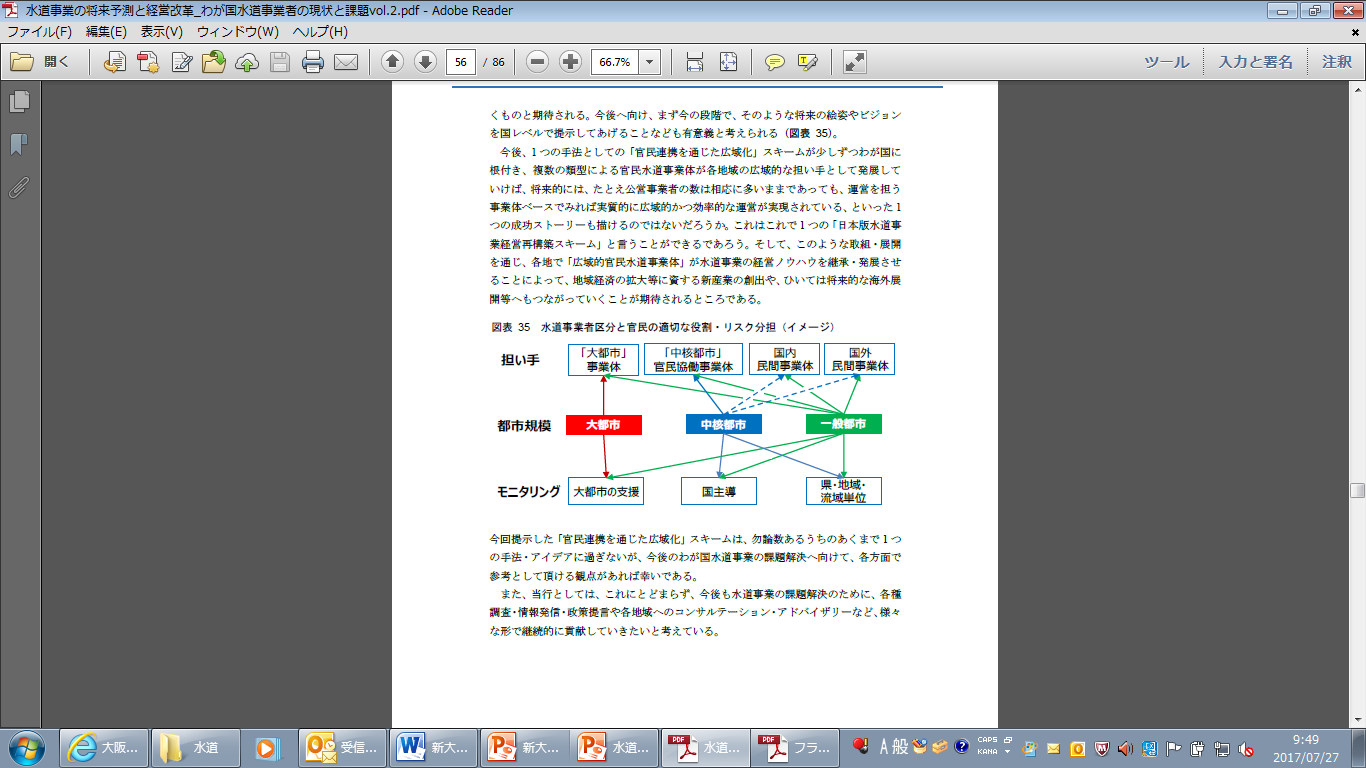 水道事業の将来予測と経営改革_わが国水道事業者の現状と課題vol.2.pdf - Adobe Reader
ファイル(F) 編集(E) 表示(V) ウィンドウ(W) ヘルプ(H)
開く 56 / 86 66.7% ツール 入力と署名 注釈
くものと期待される。今後へ向け、まず今の段階で、そのような将来の絵姿やビジョン
を国レベルで提示してあげることなども有意義と考えられる（図表 35）。
今後、1つの手法としての「官民連携を通じた広域化」スキームが少しずつわが国に
根付き、複数の類型による官民水道事業体が各地域の広域的な担い手として発展して
いけば、将来的には、たとえ公営事業者の数は相応に多いままであっても、運営を担う
事業体ベースでみれば実質的に広域的かつ効率的な運営が実現されている、といった1
つの成功ストーリーも描けるのではないだろうか。これはこれで1つの「日本版水道事
業経営再構築スキーム」と言うことができるであろう。そして、このような取組・展開
を通じ、各地で「広域的官民水道事業体」が水道事業の経営ノウハウを継承・発展させ
ることによって、地域経済の拡大等に資する新産業の創出や、ひいては将来的な海外展
開等へもつながっていくことが期待されるところである。
図表 35 水道事業者区分と官民の適切な役割・リスク分担（イメージ）
担い手
「大都市」
事業体
「中核都市」
官民協働事業体
国内
民間事業体
国外
民間事業体
都市規模 大都市 中核都市 一般都市
モニタリング 大都市の支援 国主導
県・地域・
流域単位
今回提示した「官民連携を通じた広域化」スキームは、勿論数あるうちのあくまで1つ
の手法・アイデアに過ぎないが、今後のわが国水道事業の課題解決へ向けて、各方面で
参考として頂ける観点があれば幸いである。
また、当行としては、これにとどまらず、今後も水道事業の課題解決のために、各種
調査・情報発信・政策提言や各地域へのコンサルテーション・アドバイザリーなど、様々
な形で継続的に貢献していきたいと考えている。
大阪... 水道 受信... 新大... 新大... 水道... 水道... フラ... A 般 CAPS KANA 9:49
2017/07/27